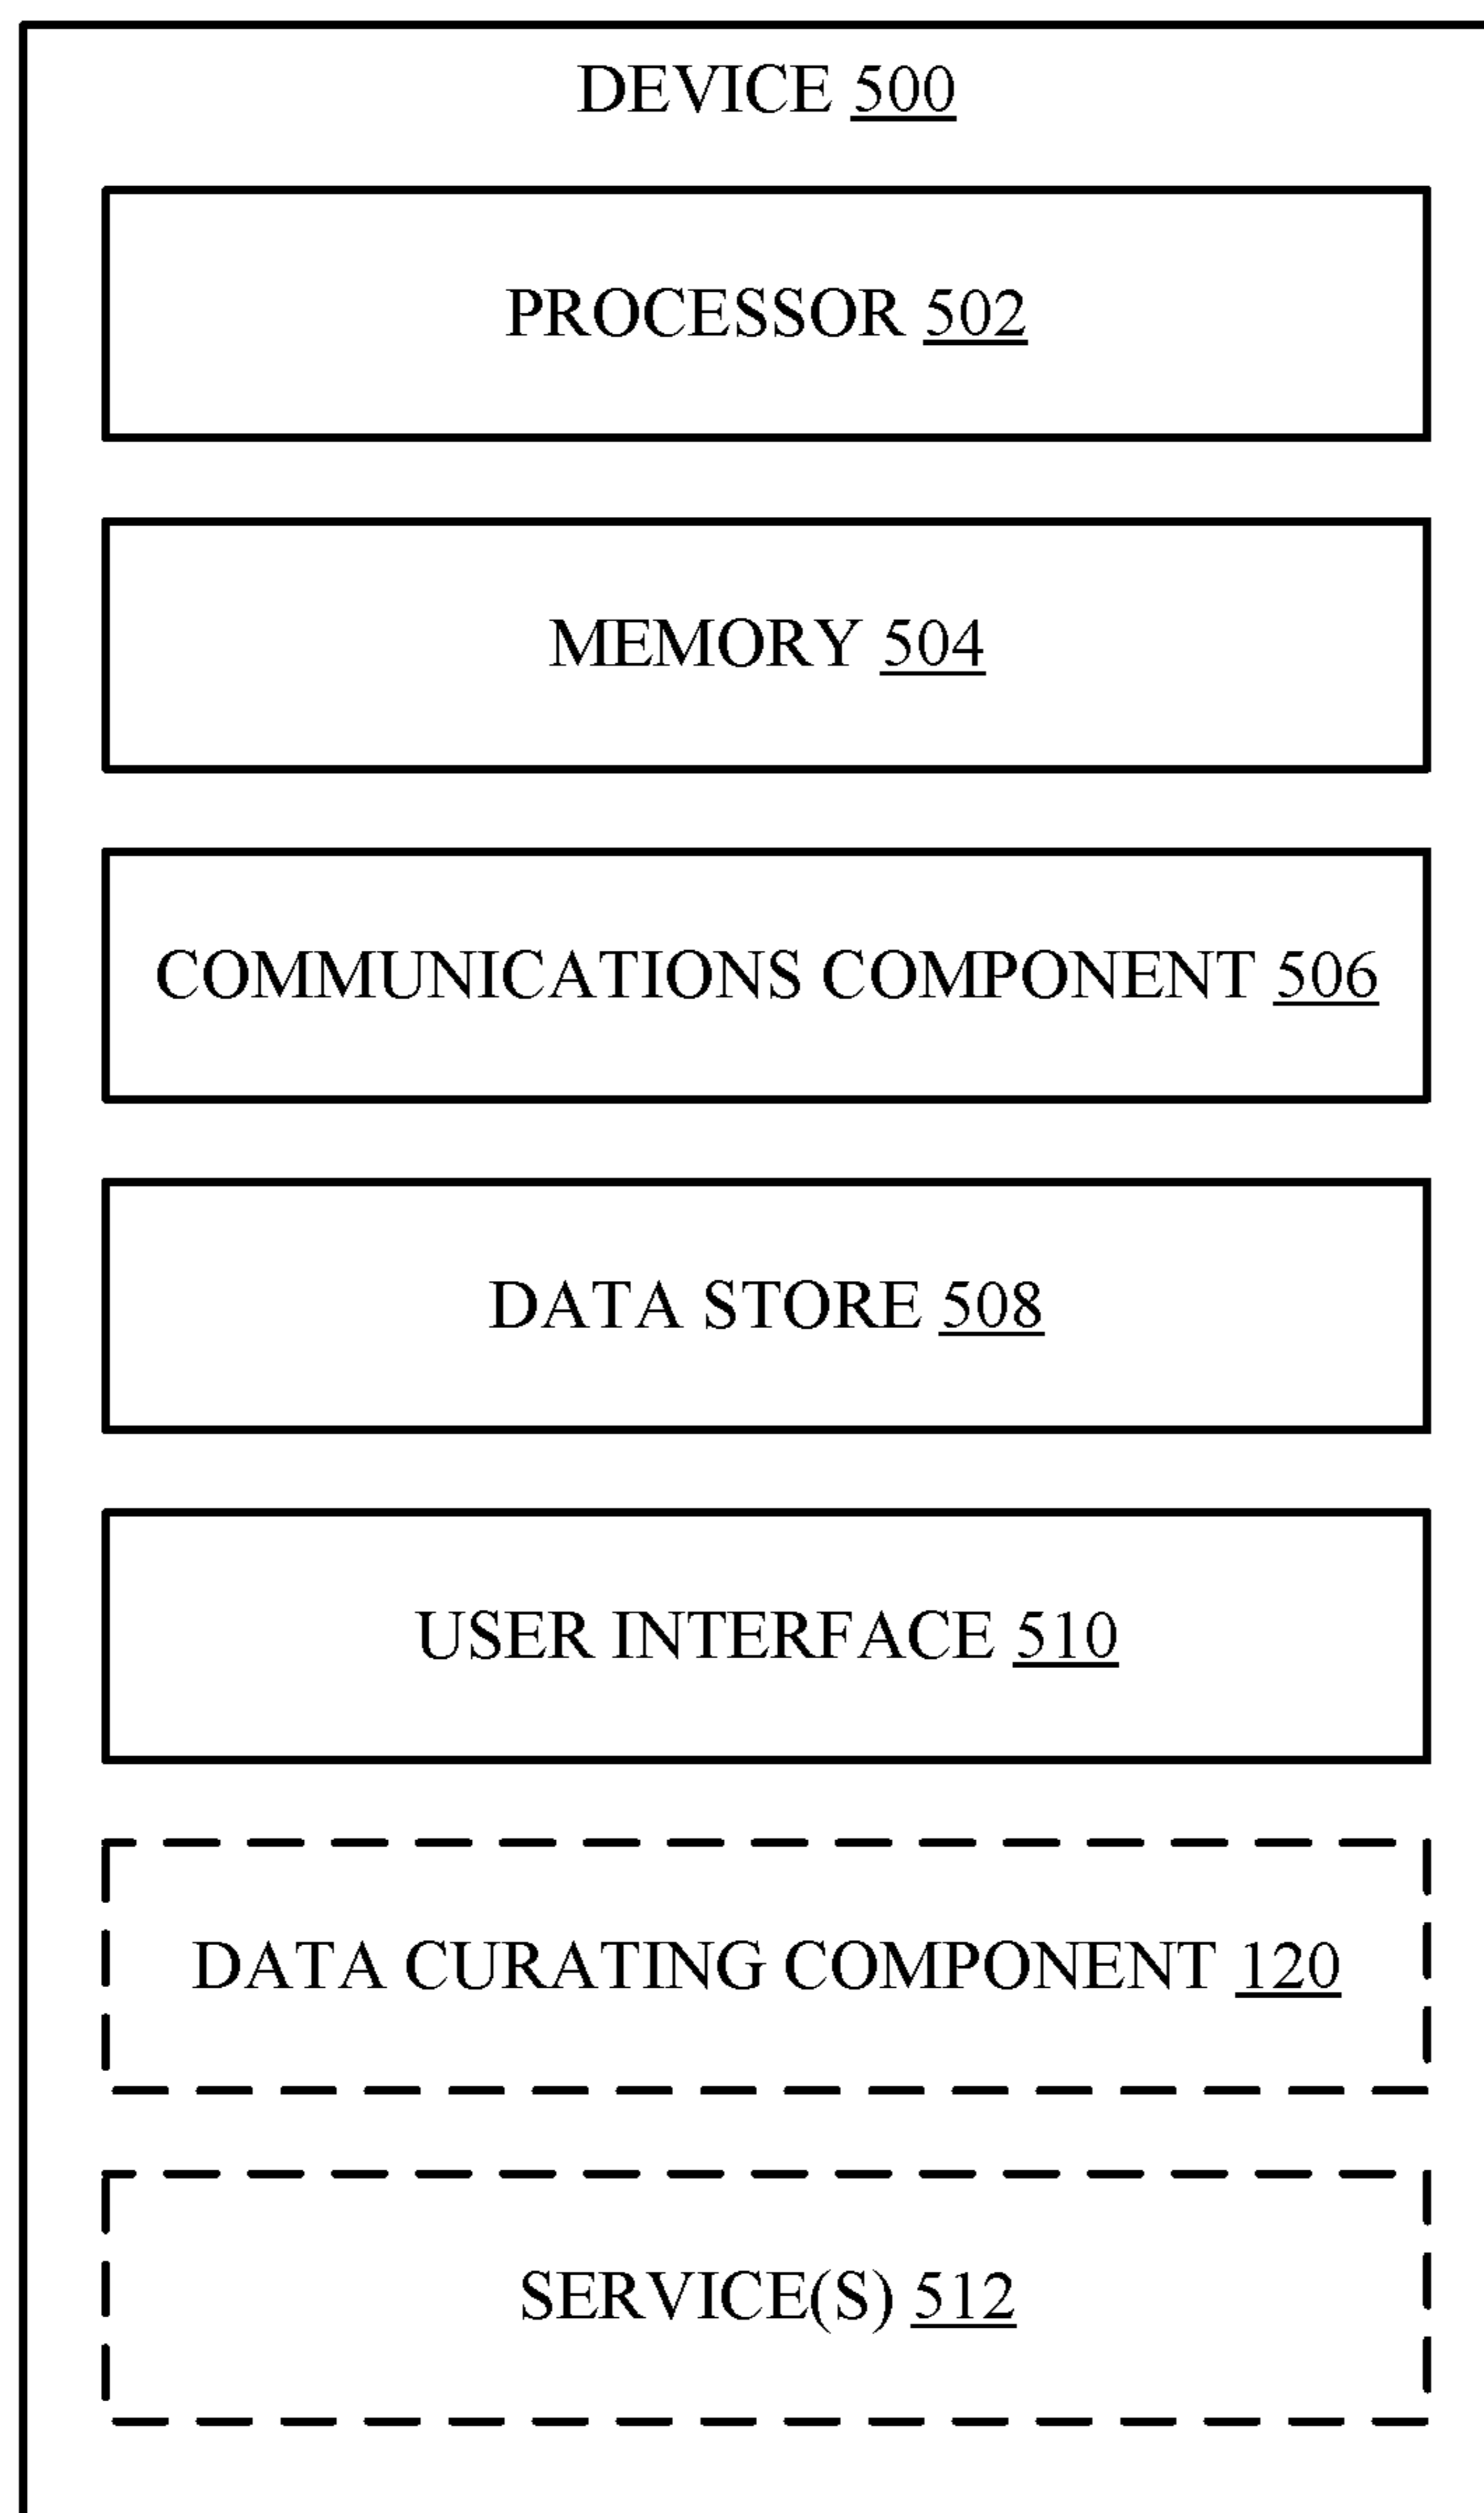 DEVICE 500
PROCESSOR 502
MEMORY 504
COMMUNICATIONS COMPONENT 506
DATA STORE 508
USER INTERFACE 510
DATA CURATING COMPONENT 120
SERVICE(S) 512